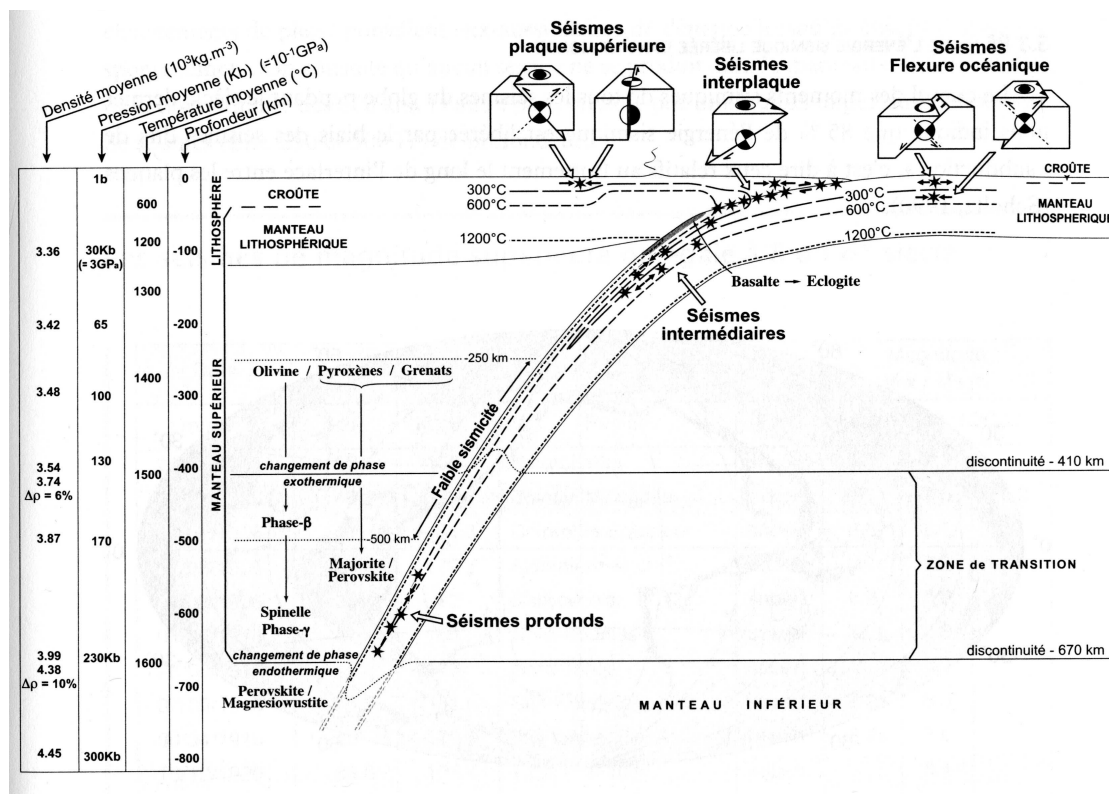 Densité moyenne (10³kg.m⁻³)
Pression moyenne (Kb) (=10⁻¹GPa)
Température moyenne (°C)
Profondeur (km)
Séismes
plaque supérieure
Séismes
interplaque
Séismes
Flexure océanique
1b
0
600
3.36
30Kb
(= 3GPa)
1200
-100
1300
3.42
65
-200
1400
3.48
100
-300
3.54
3.74
Δρ = 6%
130
1500
-400
3.87
170
-500
-600
3.99
4.38
Δρ = 10%
230Kb
1600
-700
4.45
300Kb
-800
LITHOSPHÈRE
MANTEAU SUPÉRIEUR
CROÛTE
MANTEAU
LITHOSPHÉRIQUE
300°C
600°C
1200°C
300°C
600°C
1200°C
CROÛTE
MANTEAU
LITHOSPHERIQUE
Basalte → Eclogite
Séismes
intermédiaires
-250 km
Olivine / Pyroxènes / Grenats
Faible sismicité
changement de phase
exothermique
discontinuité - 410 km
Phase-β
-500 km
Majorite /
Perovskite
ZONE de TRANSITION
Spinelle
Phase-γ
Séismes profonds
changement de phase
endothermique
discontinuité - 670 km
Perovskite /
Magnesiowustite
MANTEAU INFÉRIEUR